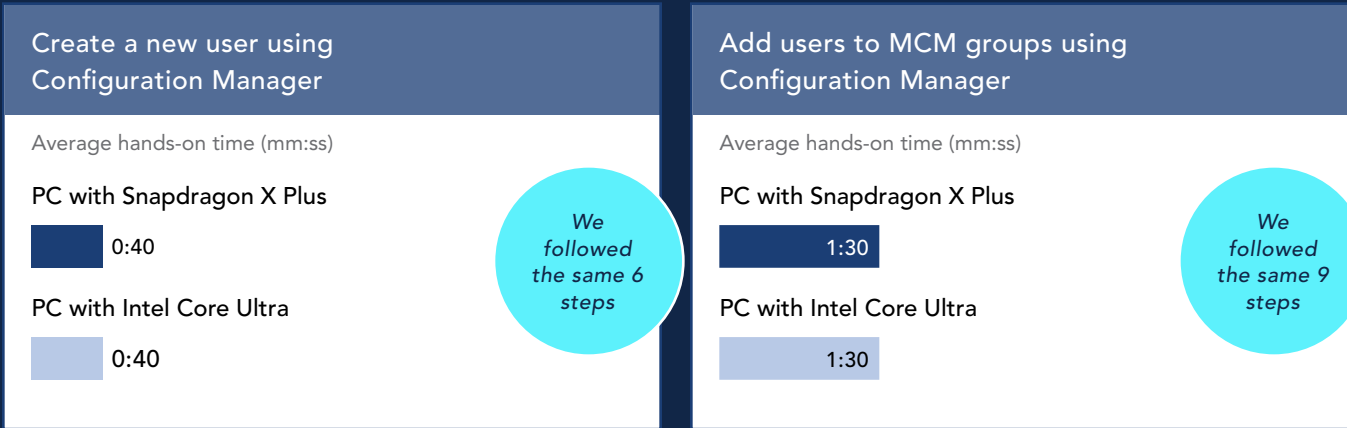 Create a new user using
Configuration Manager
Average hands-on time (mm:ss)
PC with Snapdragon X Plus
0:40
PC with Intel Core Ultra
0:40
We
followed
the same 6
steps
Add users to MCM groups using
Configuration Manager
Average hands-on time (mm:ss)
PC with Snapdragon X Plus
1:30
PC with Intel Core Ultra
1:30
We
followed
the same 9
steps